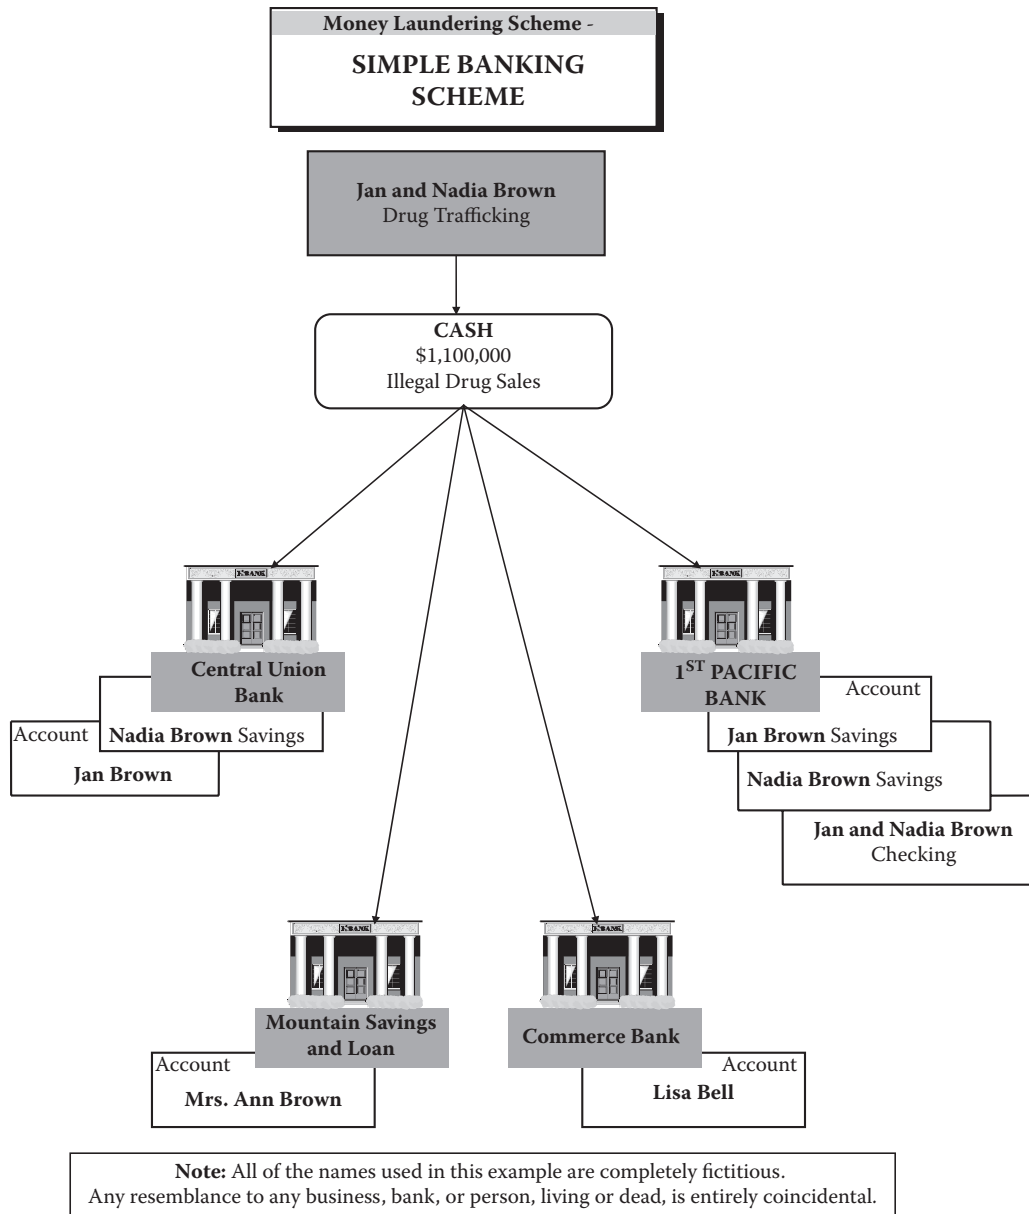 Money Laundering Scheme -
SIMPLE BANKING
SCHEME
Jan and Nadia Brown
Drug Trafficking
CASH
$1,100,000
Illegal Drug Sales
BANK
Central Union
Bank
Account
Nadia Brown Savings
Jan Brown
BANK
1ST PACIFIC
BANK
Account
Jan Brown Savings
Nadia Brown Savings
Jan and Nadia Brown
Checking
BANK
Mountain Savings
and Loan
Account
Mrs. Ann Brown
BANK
Commerce Bank
Account
Lisa Bell
Note: All of the names used in this example are completely fictitious.
Any resemblance to any business, bank, or person, living or dead, is entirely coincidental.